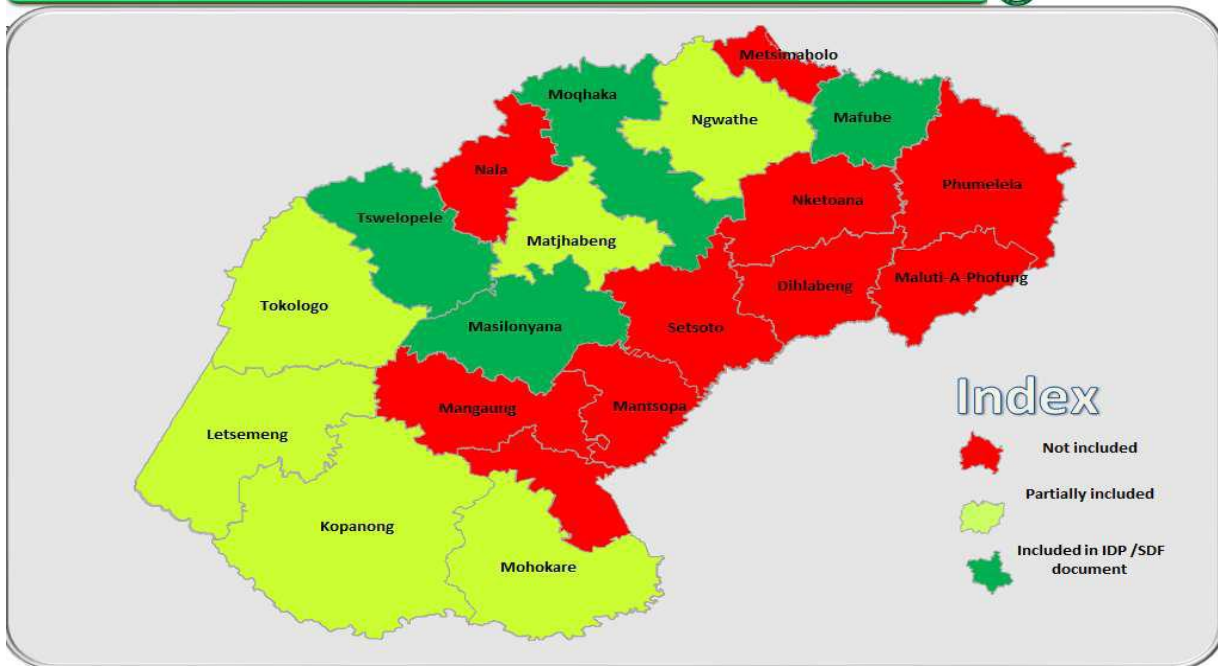 Metsimaholo
Moqhaka
Ngwathe
Mafube
Nala
Phumelela
Nketoana
Tswelopele
Matjhabeng
Maluti-A-Phofung
Dihlabeng
Tokologo
Masilonyana
Setsoto
Mangaung
Mantsopa
Letsemeng
Kopanong
Mohokare
Index
Not included
Partially included
Included in IDP /SDF
document